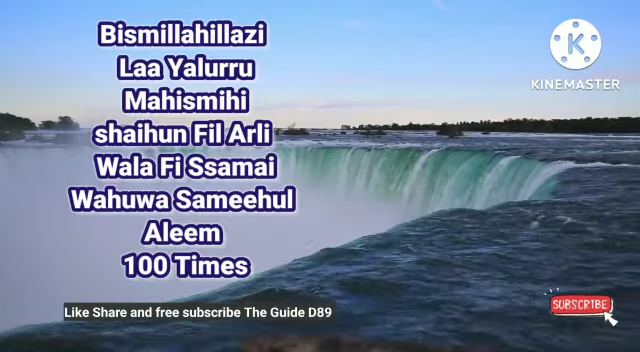 Bismillahillazi
Laa Yalurru
Mahismihi
shaihun Fil Arli
Wala Fi Ssamai
Wahuwa Sameehul
Aleem
100 Times
K
KINEMASTER
Like Share and free subscribe The Guide D89
SUBSCRIBE